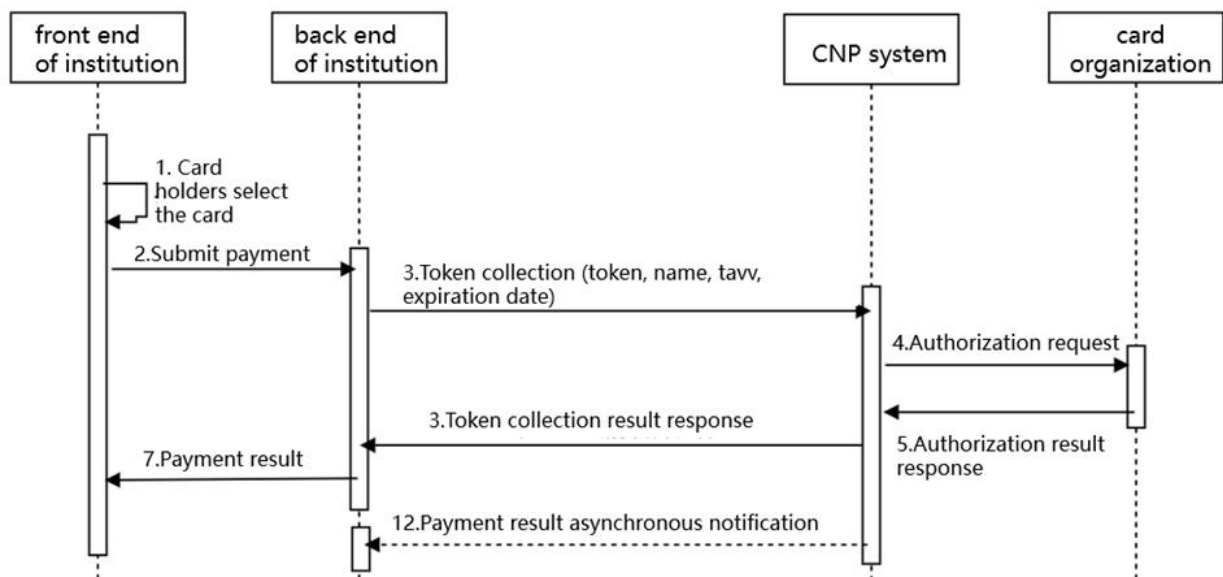 front end
of institution
back end
of institution
CNP system
card
organization
1. Card
holders select
the card
2.Submit payment
3.Token collection (token, name, tavv,
expiration date)
4.Authorization request
3.Token collection result response
5.Authorization result
response
7.Payment result
12.Payment result asynchronous notification